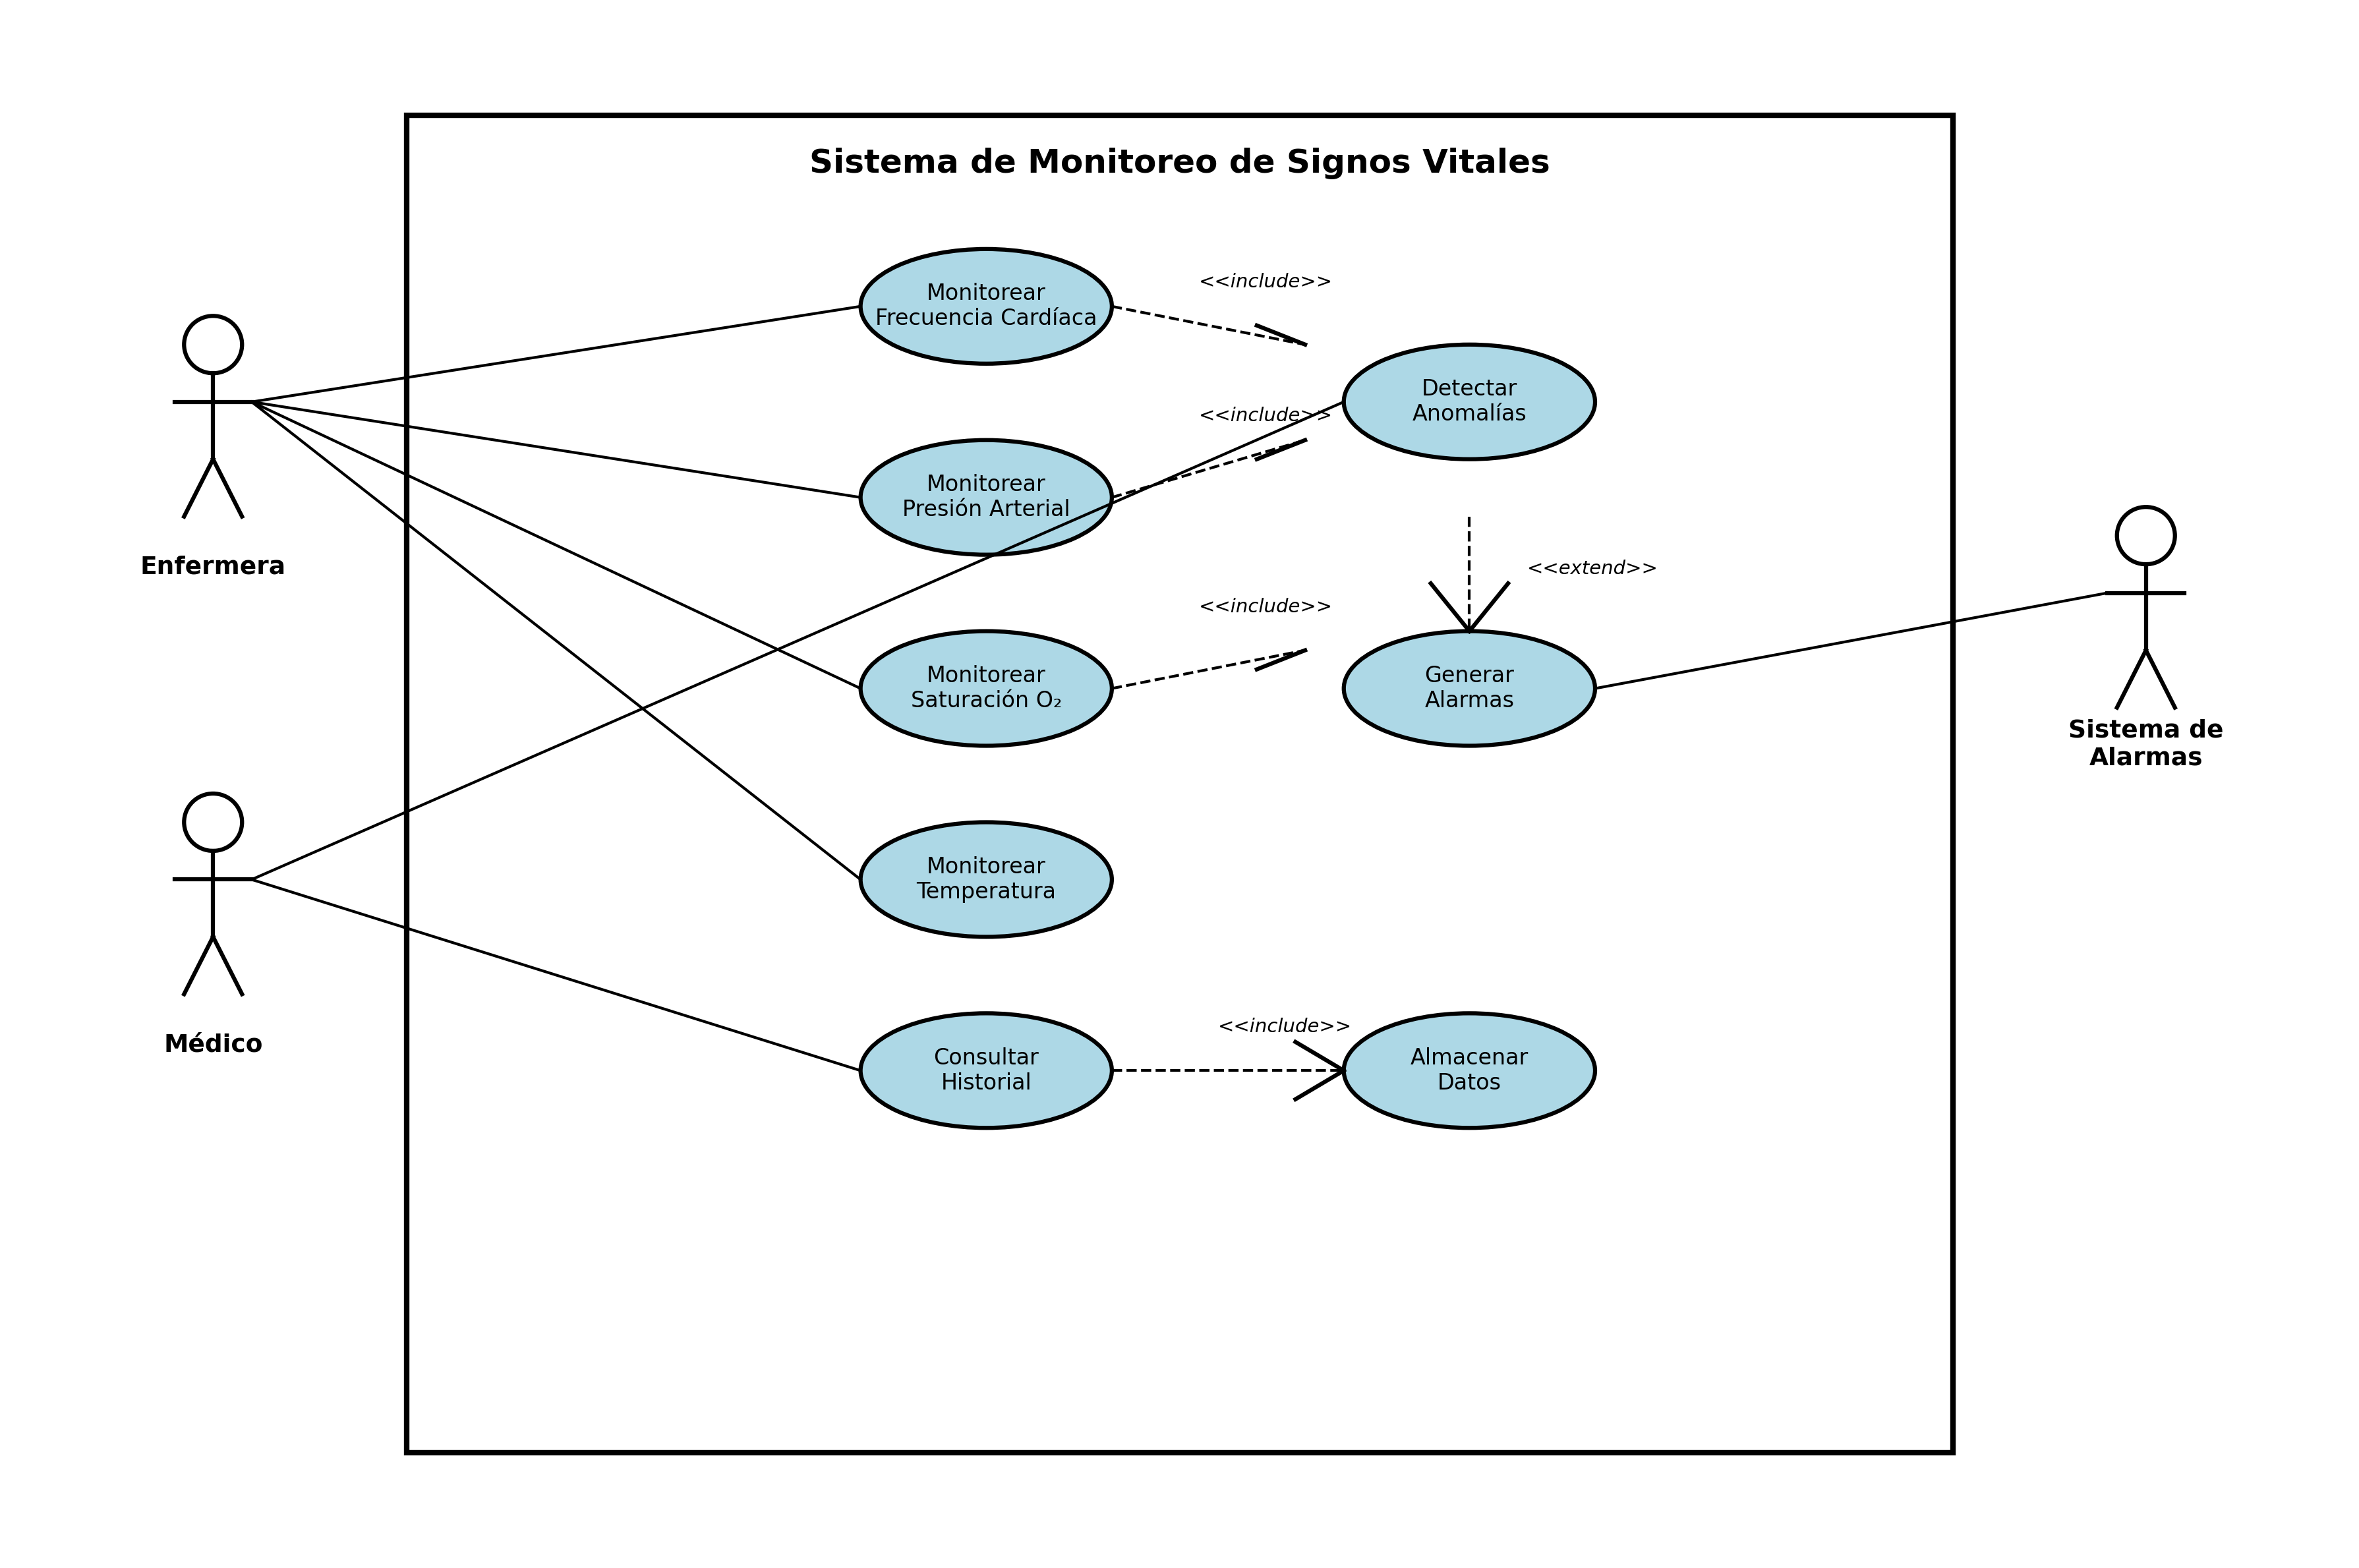 Sistema de Monitoreo de Signos Vitales
<<include>>
Monitorear
Frecuencia Cardíaca
Detectar
Anomalías
<<include>>
Monitorear
Presión Arterial
Enfermera
<<extend>>
<<include>>
Monitorear
Saturación O₂
Generar
Alarmas
Sistema de
Alarmas
Monitorear
Temperatura
Médico
<<include>>
Consultar
Historial
Almacenar
Datos